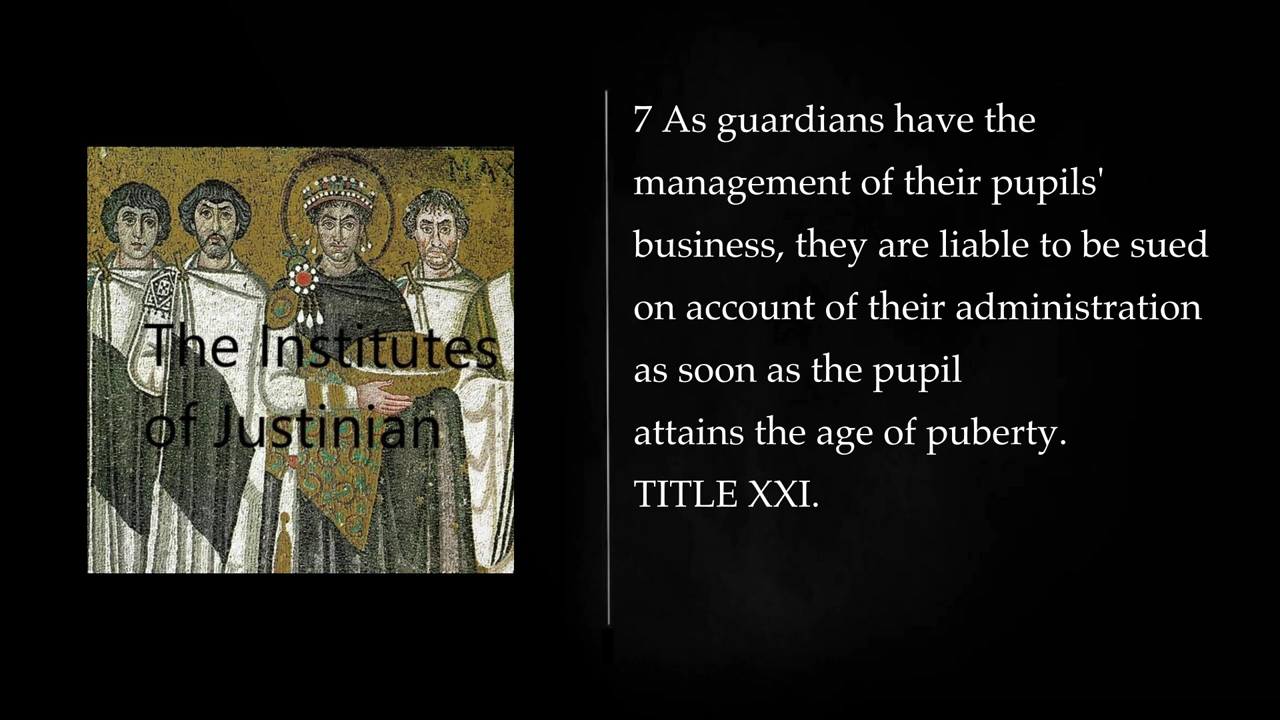 MAX
The Institutes
of Justinian
7 As guardians have the
management of their pupils'
business, they are liable to be sued
on account of their administration
as soon as the pupil
attains the age of puberty.
TITLE XXI.